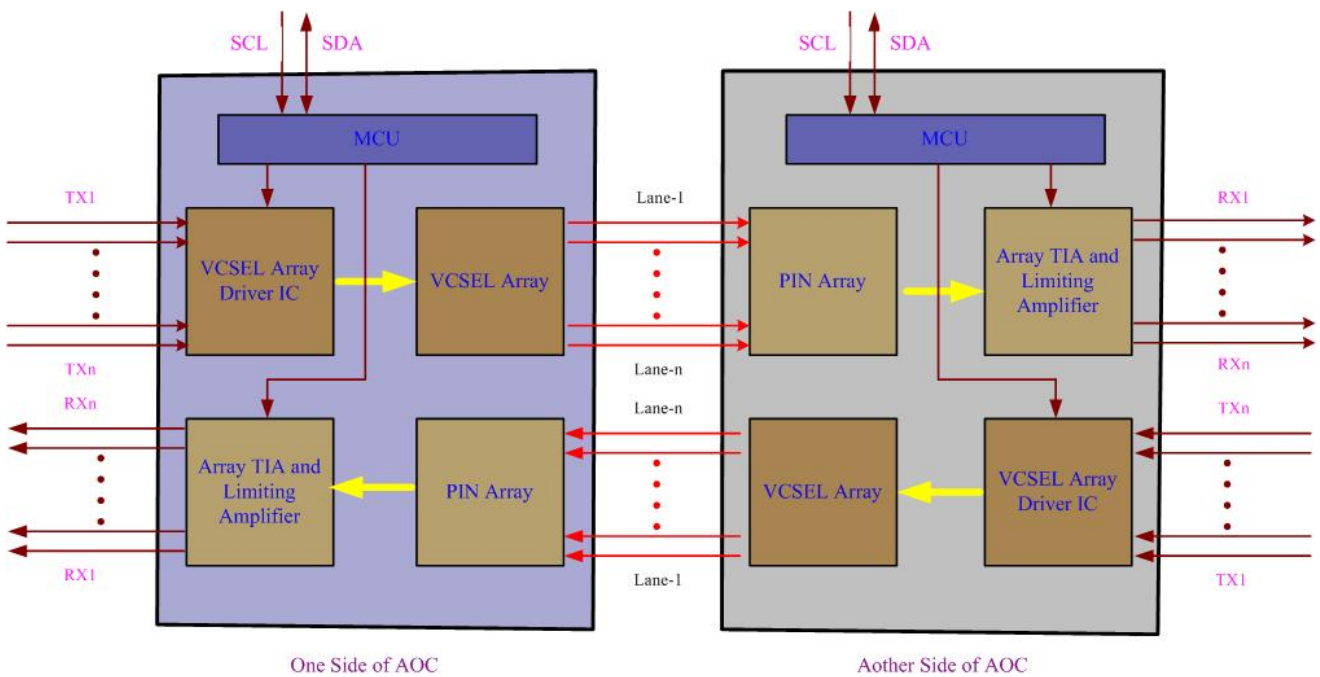 SCL SDA SCL SDA
MCU MCU
TX1 Lane-1 RX1
VCSEL Array
Driver IC
VCSEL Array
PIN Array
Array TIA and
Limiting
Amplifier
TXn Lane-n RXn
RXn Lane-n TXn
Array TIA and
Limiting
Amplifier
PIN Array
VCSEL Array
VCSEL Array
Driver IC
RX1 Lane-1 TX1
One Side of AOC Aother Side of AOC